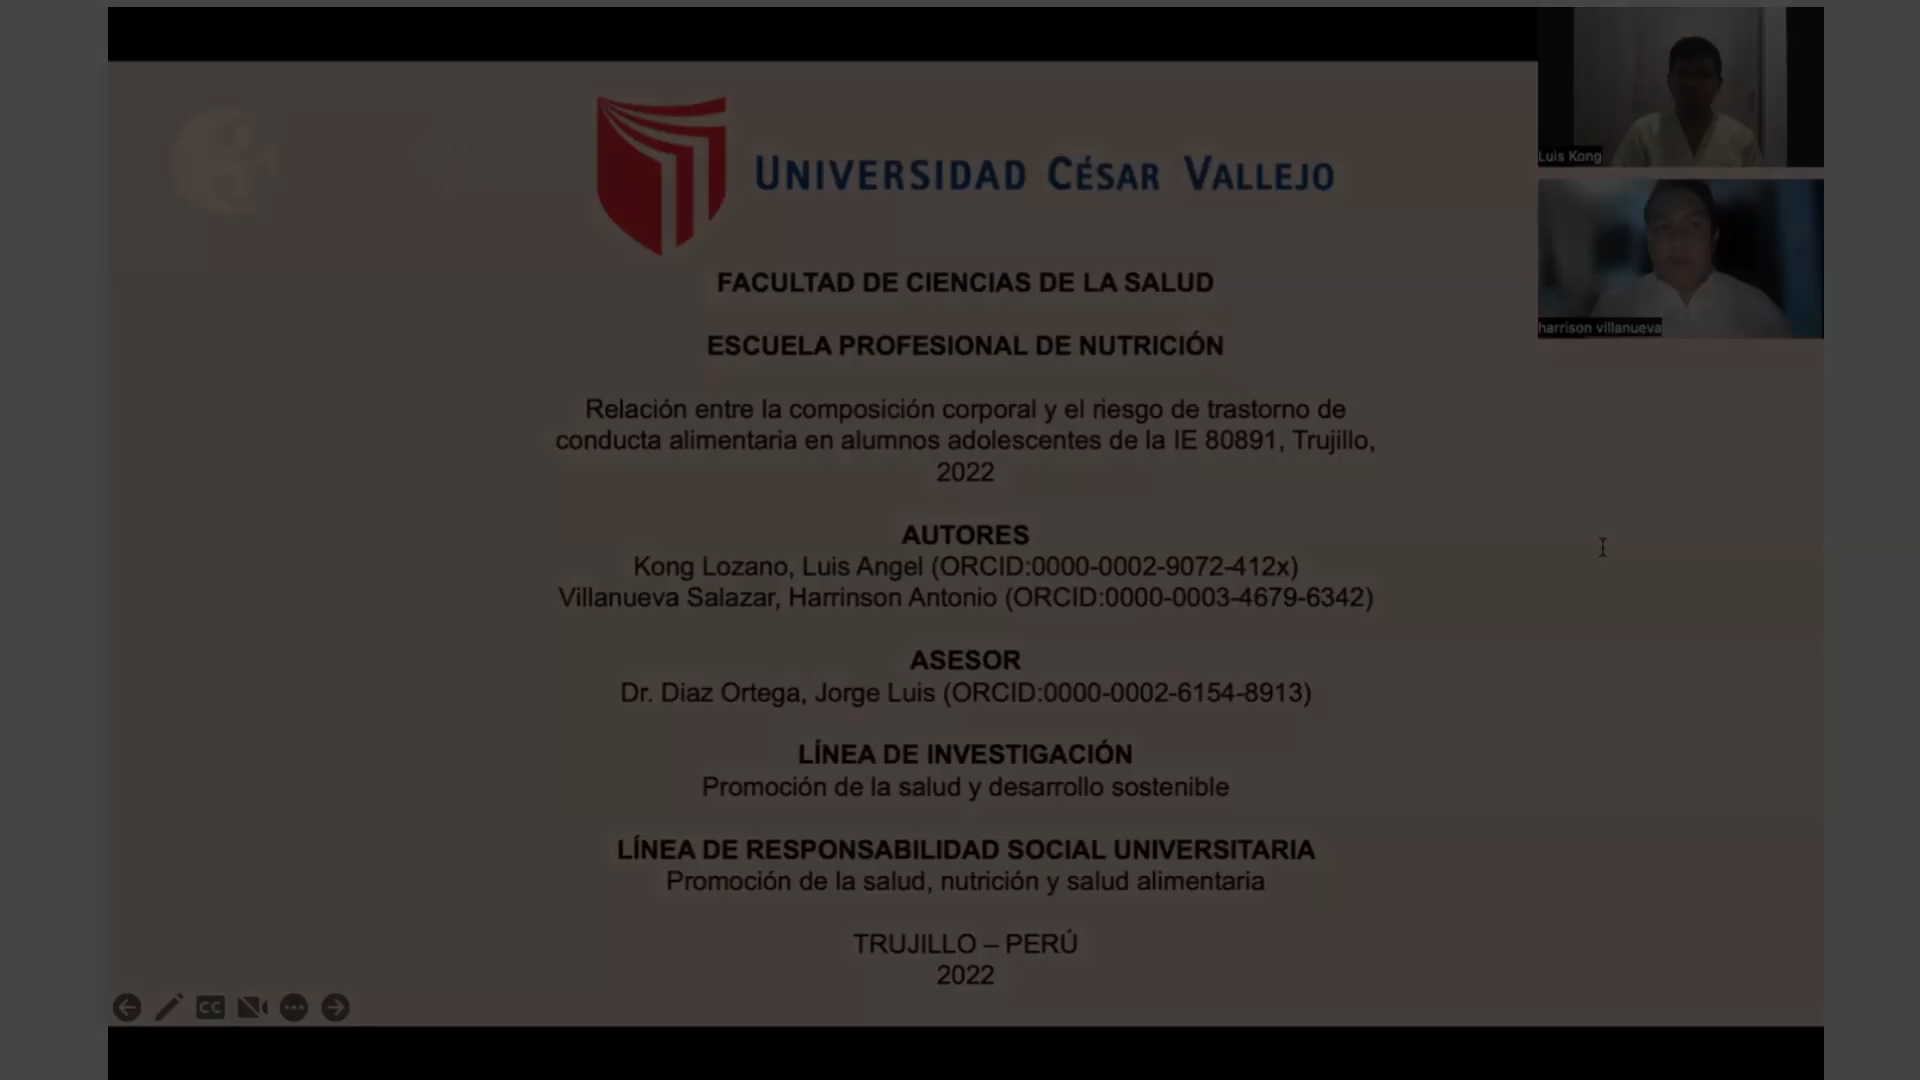 UNIVERSIDAD CÉSAR VALLEJO
Luis Kong
harrison villanueva
FACULTAD DE CIENCIAS DE LA SALUD
ESCUELA PROFESIONAL DE NUTRICIÓN
Relación entre la composición corporal y el riesgo de trastorno de
conducta alimentaria en alumnos adolescentes de la IE 80891, Trujillo,
2022
AUTORES
Kong Lozano, Luis Angel (ORCID:0000-0002-9072-412x)
Villanueva Salazar, Harrinson Antonio (ORCID:0000-0003-4679-6342)
ASESOR
Dr. Diaz Ortega, Jorge Luis (ORCID:0000-0002-6154-8913)
LÍNEA DE INVESTIGACIÓN
Promoción de la salud y desarrollo sostenible
LÍNEA DE RESPONSABILIDAD SOCIAL UNIVERSITARIA
Promoción de la salud, nutrición y salud alimentaria
TRUJILLO – PERÚ
2022
CC